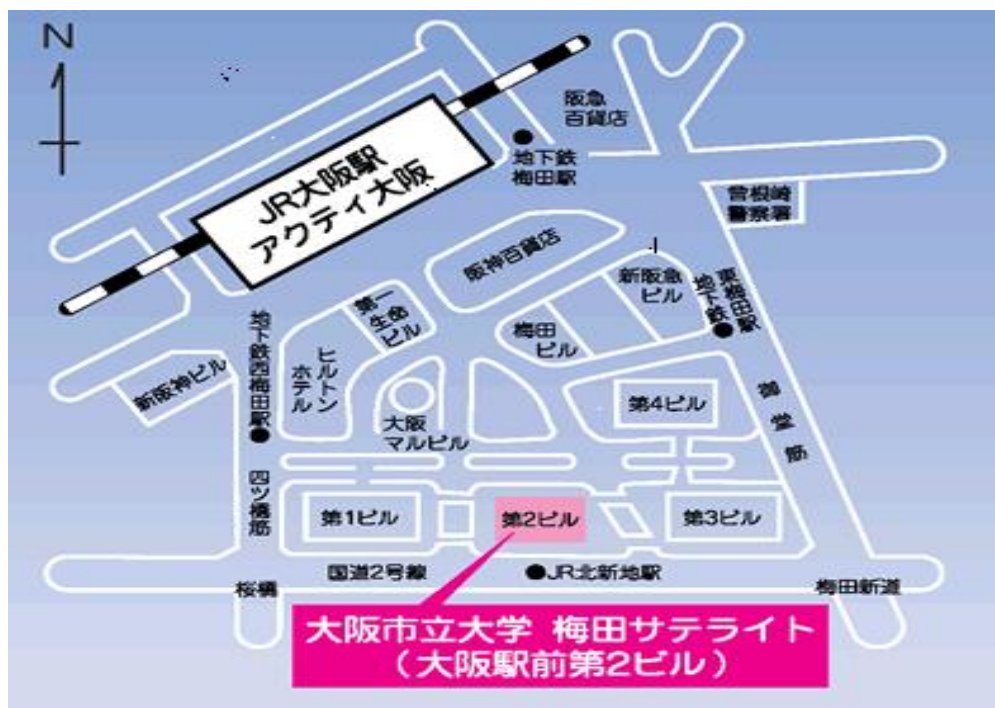 N
阪急
百貨店
地下鉄
梅田駅
JR大阪駅
アクティ大阪
曾根崎
警察署
阪神百貨店
新阪急
ビル
地下鉄
東梅田駅
第一
生命
ビル
梅田
ビル
新阪神ビル
地下鉄西梅田駅
ヒルトン
ホテル
大阪
マルビル
第4ビル
御堂筋
四ツ橋筋
第1ビル
第2ビル
第3ビル
国道2号線
JR北新地駅
桜橋
梅田新道
大阪市立大学 梅田サテライト
(大阪駅前第2ビル)